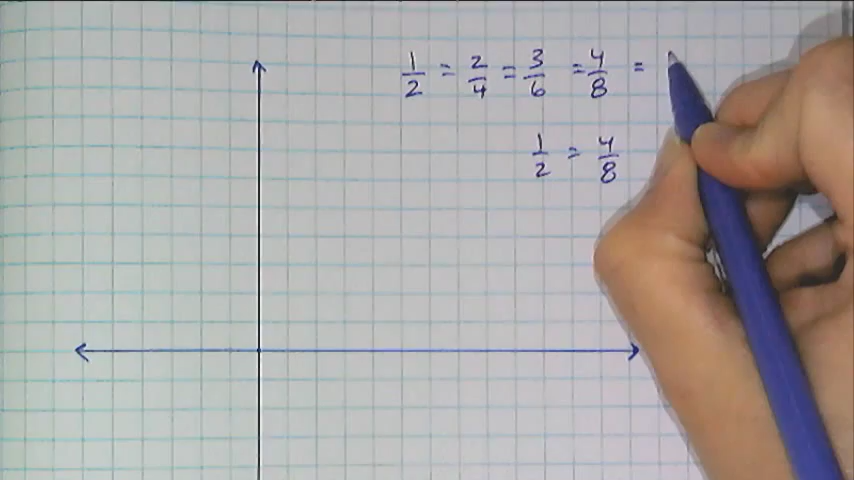 1/2 = 2/4 = 3/6 = 4/8 =
1/2 = 4/8